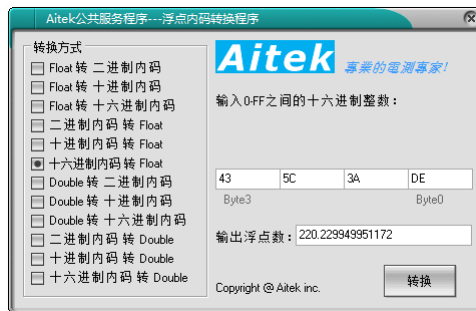 Aitek公共服务程序---浮点内码转换程序
转换方式
Float 转 二进制内码
Float 转 十进制内码
Float 转 十六进制内码
二进制内码 转 Float
十进制内码 转 Float
十六进制内码 转 Float
Double 转 二进制内码
Double 转 十进制内码
Double 转 十六进制内码
二进制内码 转 Double
十进制内码 转 Double
十六进制内码 转 Double
Aitek 專業的電測專家!
输入0-FF之间的十六进制整数：
43 5C 3A DE
Byte3 Byte0
输出浮点数：220.229949951172
Copyright @ Aitek inc. 转换